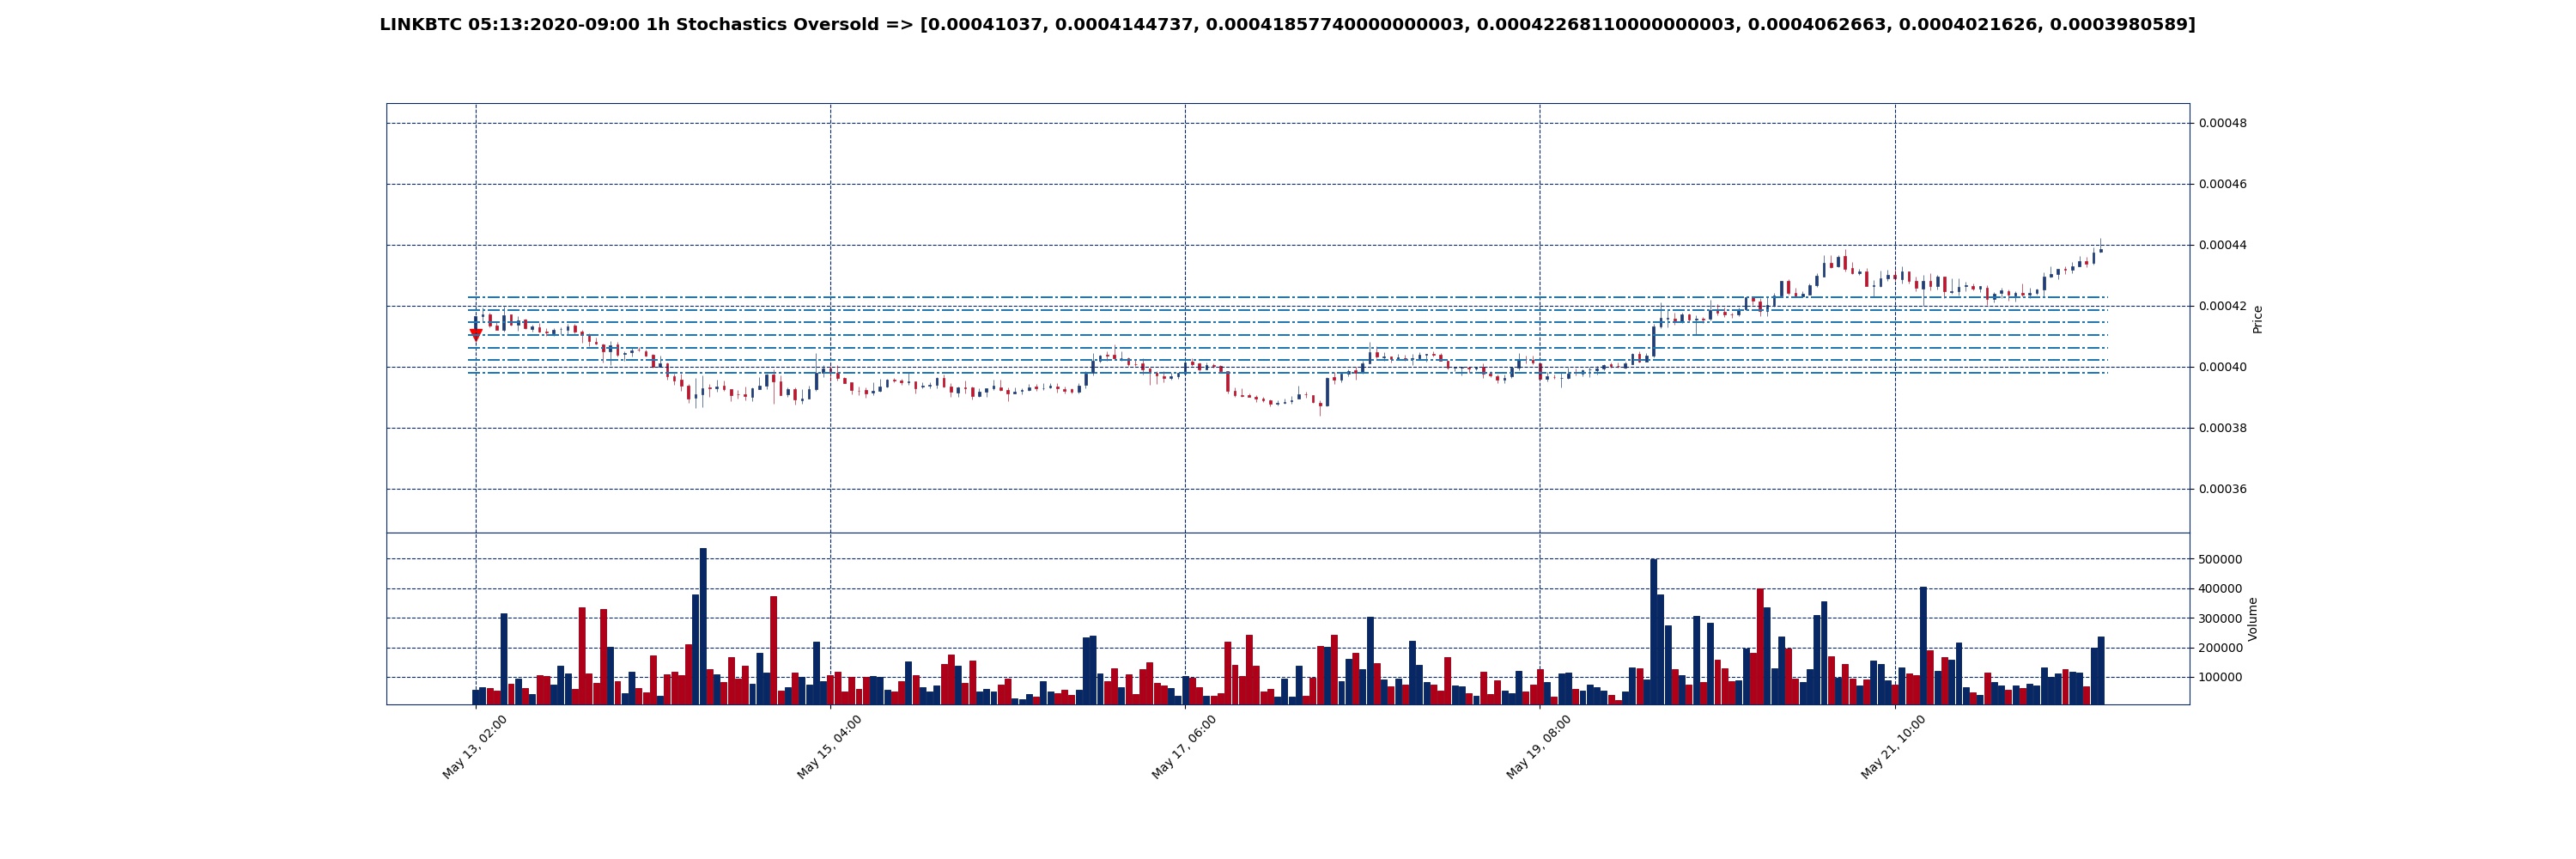 LINKBTC 05:13:2020-09:00 1h Stochastics Oversold => [0.00041037, 0.0004144737, 0.00041857740000000003, 0.00042268110000000003, 0.0004062663, 0.0004021626, 0.0003980589]
0.00048
0.00046
0.00044
0.00042
0.00040
0.00038
0.00036
Price
500000
400000
300000
200000
100000
Volume
May 13, 02:00
May 15, 04:00
May 17, 06:00
May 19, 08:00
May 21, 10:00